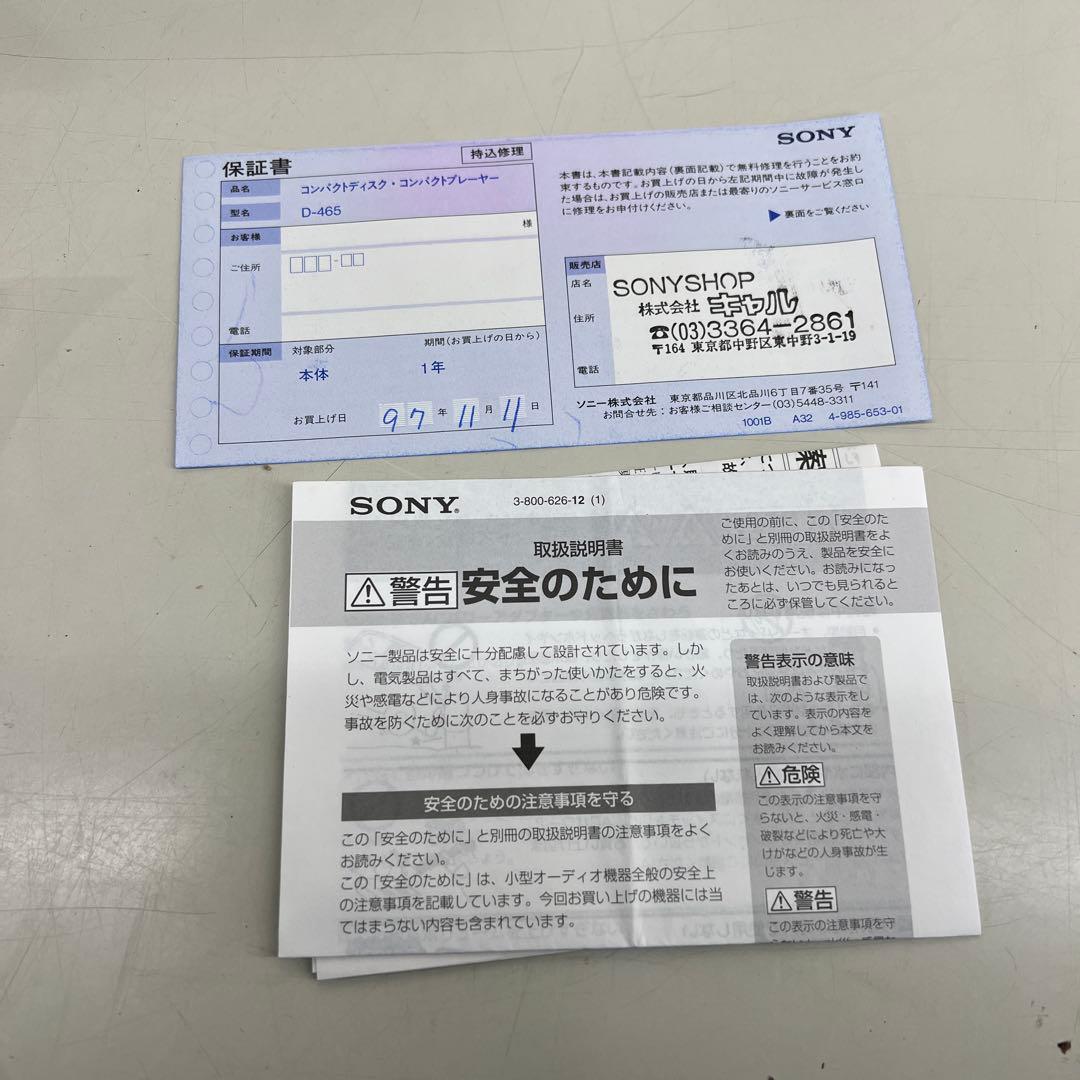 保証書
持込修理
SONY
品名 コンパクトディスク・コンパクトプレーヤー
型名 D-465
お客様
様
ご住所
電話
保証期間
対象部分
期間(お買上げの日から)
本体
1年
お買上げ日
97年11月11日
本書は、本書記載内容(裏面記載)で無料修理を行うことをお約
束するものです。お買上げの日から左記期間中に故障が発生し
た場合は、お買上げの販売店または最寄りのソニーサービス窓口
に修理をお申付けください。
▶裏面をご覧ください
販売店
店名
SONYSHOP
株式会社 キャル
住所
☎(03)3364-2861
〒164 東京都中野区東中野3-1-19
電話
ソニー株式会社 東京都品川区北品川6丁目7番35号 〒141
お問合せ先:お客様ご相談センター(03)5448-3311
1001B A32 4-985-653-01
SONY®
3-800-626-12 (1)
取扱説明書
⚠警告 安全のために
ご使用の前に、この「安全のた
めに」と別冊の取扱説明書をよ
くお読みのうえ、製品を安全に
お使いください。お読みになっ
たあとは、いつでも見られると
ころに必ず保管してください。
ソニー製品は安全に十分配慮して設計されています。しか
し、電気製品はすべて、まちがった使いかたをすると、火
災や感電などにより人身事故になることがあり危険です。
事故を防ぐために次のことを必ずお守りください。
安全のための注意事項を守る
この「安全のために」と別冊の取扱説明書の注意事項をよく
お読みください。
この「安全のために」は、小型オーディオ機器全般の安全上
の注意事項を記載しています。今回お買い上げの機器には当
てはまらない内容も含まれています。
警告表示の意味
取扱説明書および製品で
は、次のような表示をし
ています。表示の内容を
よく理解してから本文を
お読みください。
⚠危険
この表示の注意事項を守
らないと、火災・感電・
破裂などにより死亡や大
けがなどの人身事故が生
じます。
⚠警告
この表示の注意事項を守